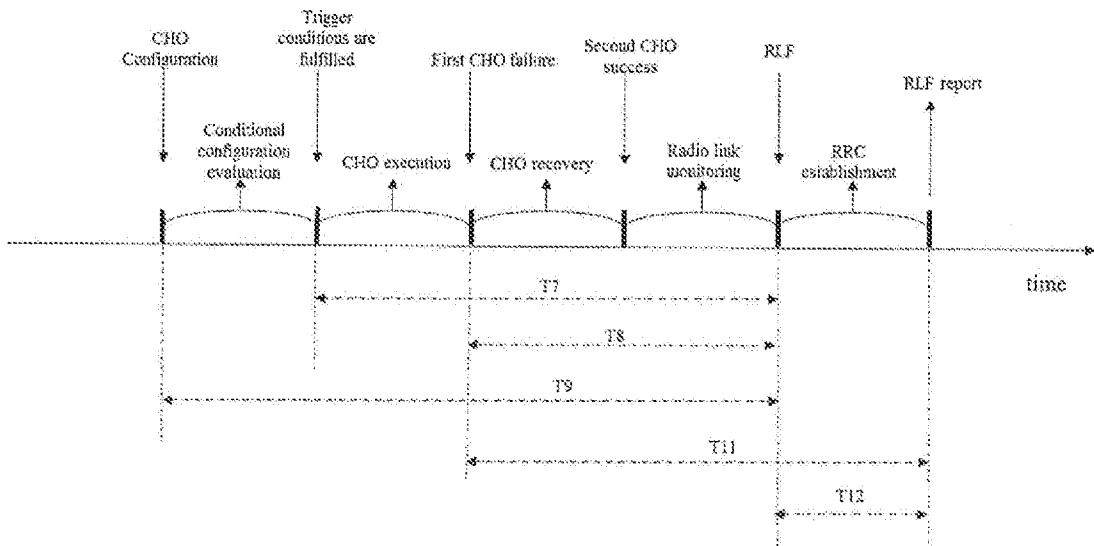 CHO
Configuration
Trigger
conditions are
fulfilled
First CHO failure
Second CHO
success
RLF
RLF report
Conditional
configuration
evaluation
CHO execution
CHO recovery
Radio link
monitoring
RRC
establishment
time
T7
T8
T9
T11
T12